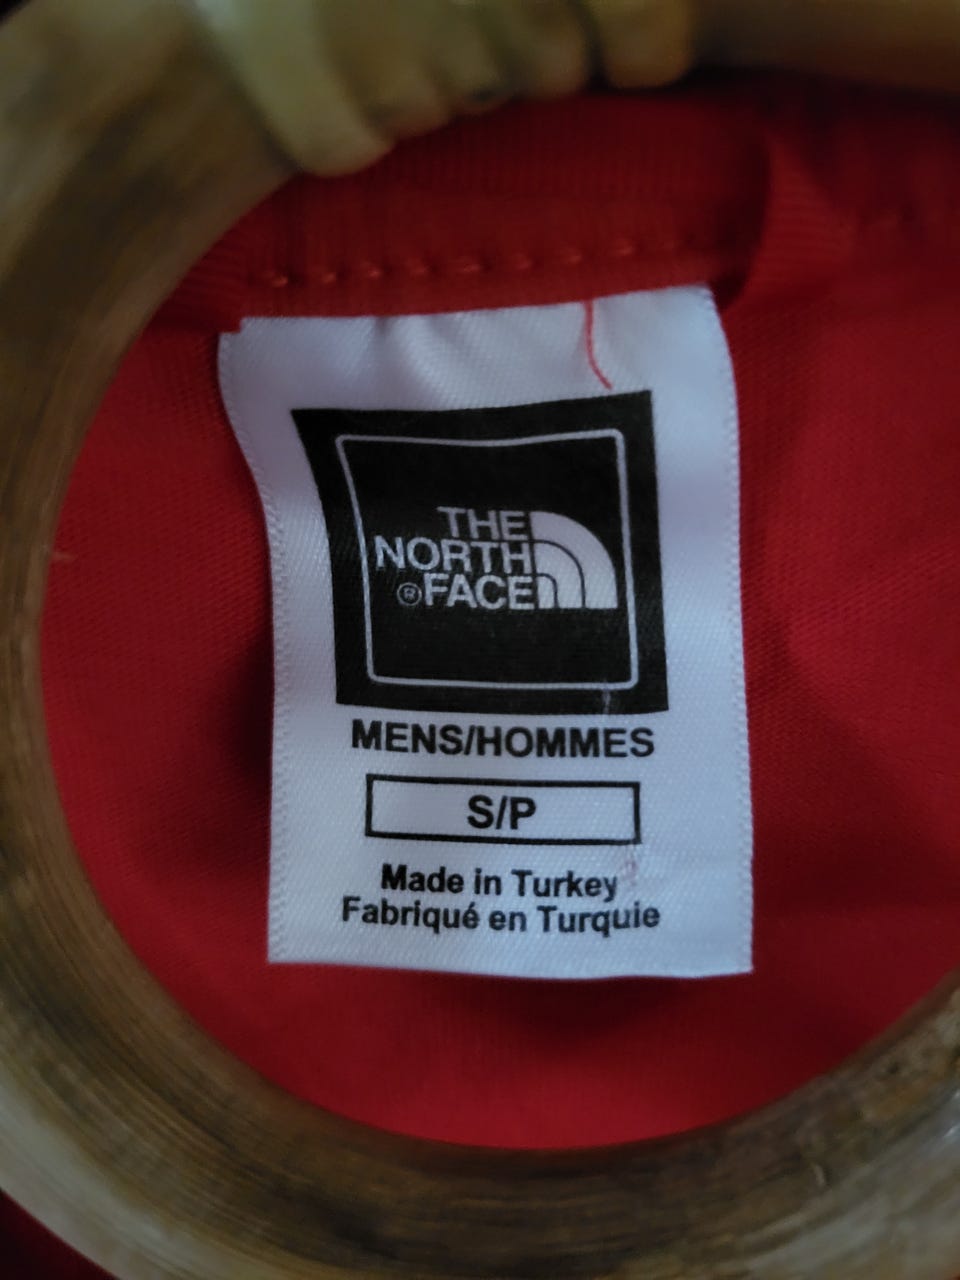 THE
NORTH
®FACE
MENS/HOMMES
S/P
Made in Turkey
Fabriqué en Turquie